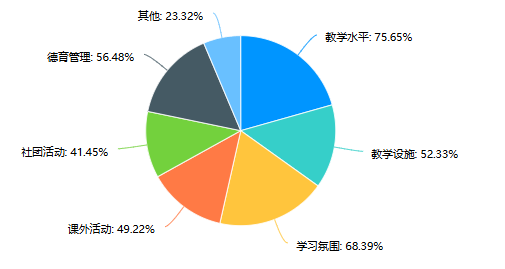 其他: 23.32%
教学水平: 75.65%
德育管理: 56.48%
社团活动: 41.45%
教学设施: 52.33%
课外活动: 49.22%
学习氛围: 68.39%